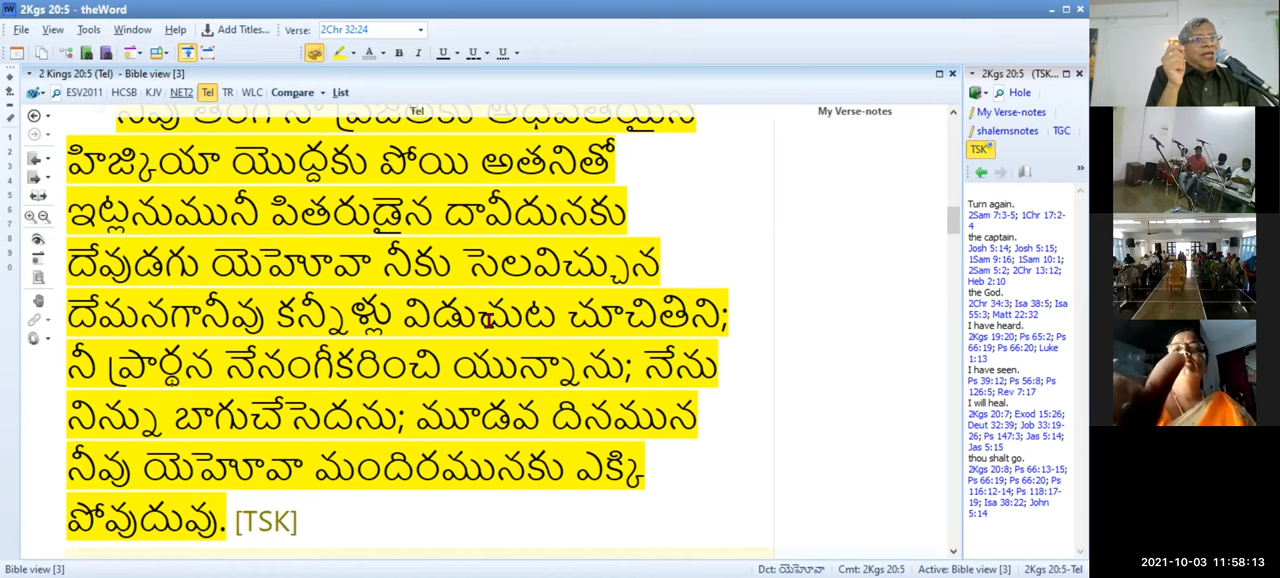 2Kgs 20:5 - theWord
File View Tools Window Help Add Titles... Verse: 2Chr 32:24
2 Kings 20:5 (Tel) - Bible view [3]
ESV2011 HCSB KJV NET2 Tel TR WLC Compare List
Tel My Verse-notes
హిజ్కియా యొద్దకు పోయి అతనితో
ఇట్లనుమునీ పితరుడైన దావీదునకు
దేవుడగు యెహోవా నీకు సెలవిచ్చున
దేమనగానీవు కన్నీళ్లు విడుచుట చూచితిని;
నీ ప్రార్థన నేనంగీకరించి యున్నాను; నేను
నిన్ను బాగుచేసెదను; మూడవ దినమున
నీవు యెహోవా మందిరమునకు ఎక్కి
పోవుదువు. [TSK]
2Kgs 20:5 (TSK...
Hole
My Verse-notes
shalemsnotes TGC
TSK
Turn again.
2Sam 7:3-5; 1Chr 17:2-
4
the captain.
Josh 5:14; Josh 5:15;
1Sam 9:16; 1Sam 10:1;
2Sam 5:2; 2Chr 13:12;
Heb 2:10
the God.
2Chr 34:3; Isa 38:5; Isa
55:3; Matt 22:32
I have heard.
2Kgs 19:20; Ps 65:2; Ps
66:19; Ps 66:20; Luke
1:13
I have seen.
Ps 39:12; Ps 56:8; Ps
126:5; Rev 7:17
I will heal.
2Kgs 20:7; Exod 15:26;
Deut 32:39; Job 33:19-
26; Ps 147:3; Jas 5:14;
Jas 5:15
thou shalt go.
2Kgs 20:8; Ps 66:13-15;
Ps 66:19; Ps 66:20; Ps
116:12-14; Ps 118:17-
19; Isa 38:22; John
5:14
Bible view [3] Dct: యెహోవా Cmt: 2Kgs 20:5 Active: Bible view [3] 2Kgs 20:5-Tel
2021-10-03 11:58:13